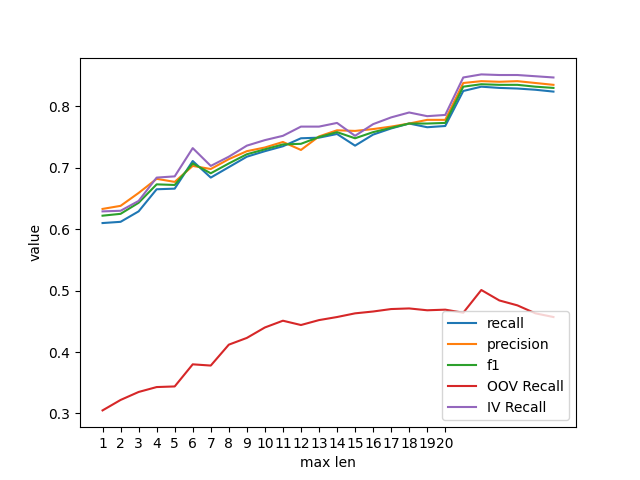 0.8
0.7
0.6
0.5
0.4
0.3
value
1 2 3 4 5 6 7 8 9 10 11 12 13 14 15 16 17 18 19 20
max len
recall
precision
f1
OOV Recall
IV Recall